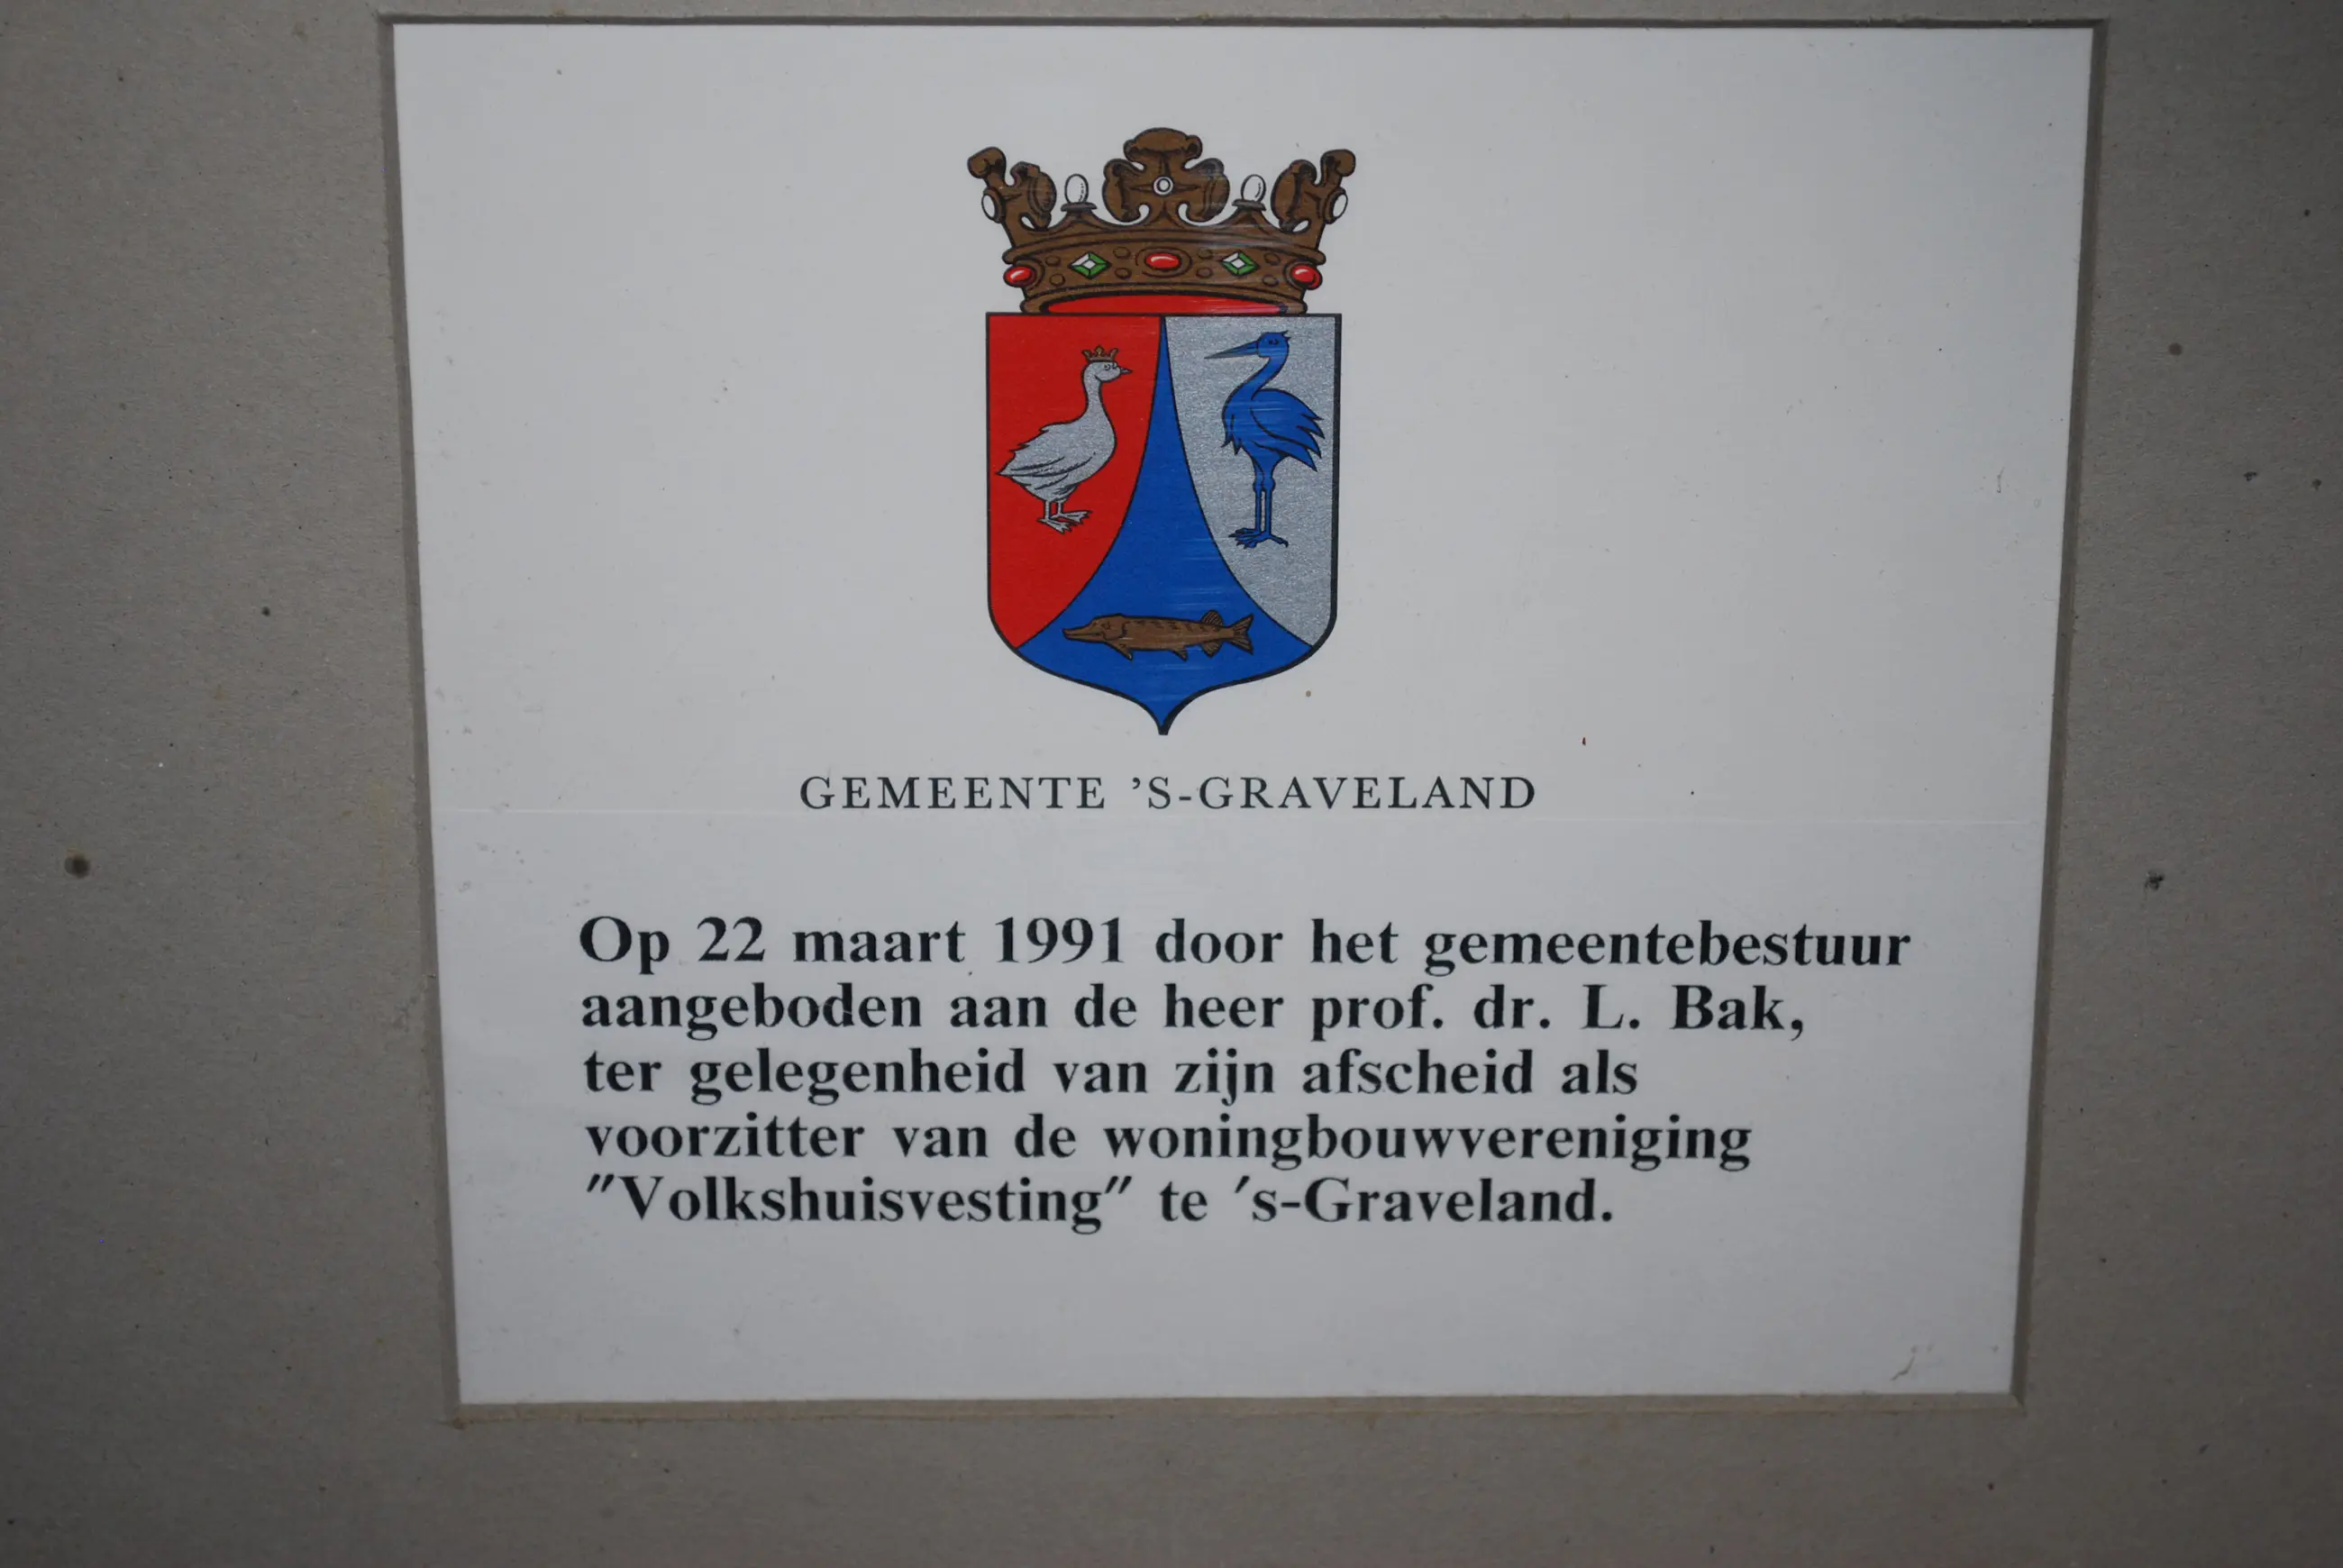 GEMEENTE 'S-GRAVELAND
Op 22 maart 1991 door het gemeentebestuur
aangeboden aan de heer prof. dr. L. Bak,
ter gelegenheid van zijn afscheid als
voorzitter van de woningbouwvereniging
"Volkshuisvesting" te 's-Graveland.